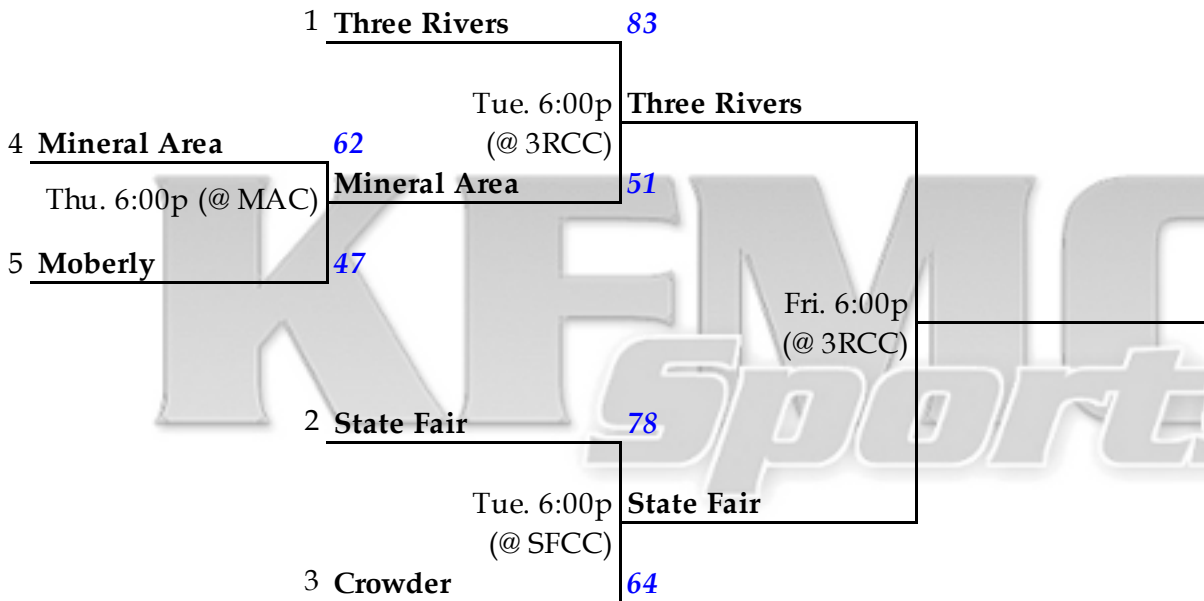 1 Three Rivers 83
Tue. 6:00p Three Rivers
4 Mineral Area 62 (@ 3RCC)
Thu. 6:00p (@ MAC) Mineral Area 51
5 Moberly 47
KFMC
Fri. 6:00p
(@ 3RCC)
2 State Fair 78
Tue. 6:00p State Fair
(@ SFCC)
3 Crowder 64